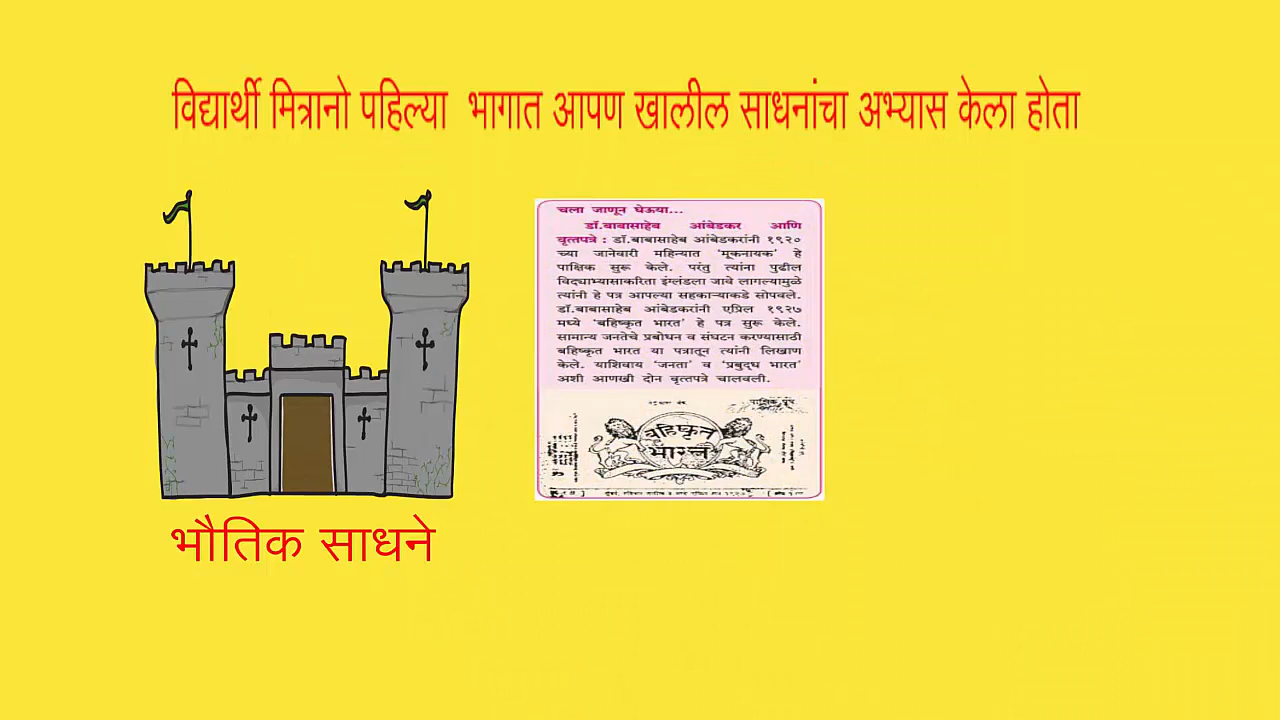 विद्यार्थी मित्रानो पहिल्या भागात आपण खालील साधनांचा अभ्यास केला होता
चला जाणून घेऊया...
डॉ.बाबासाहेब आंबेडकर आणि
वृत्तपत्रे : डॉ.बाबासाहेब आंबेडकरांनी १९२०
च्या जानेवारी महिन्यात 'मूकनायक' हे
पाक्षिक सुरू केले. परंतु त्यांना पुढील
विद्याभ्यासाकरिता इंग्लंडला जावे लागल्यामुळे
त्यांनी हे पत्र आपल्या सहकाऱ्याकडे सोपवले.
डॉ.बाबासाहेब आंबेडकरांनी एप्रिल १९२७
मध्ये 'बहिष्कृत भारत' हे पत्र सुरू केले.
सामान्य जनतेचे प्रबोधन व संघटन करण्यासाठी
बहिष्कृत भारत या पत्रातून त्यांनी लिखाण
केले. याशिवाय 'जनता' व 'प्रबुद्ध भारत'
अशी आणखी दोन वृत्तपत्रे चालवली.
बहिष्कृत
भारत
भौतिक साधने